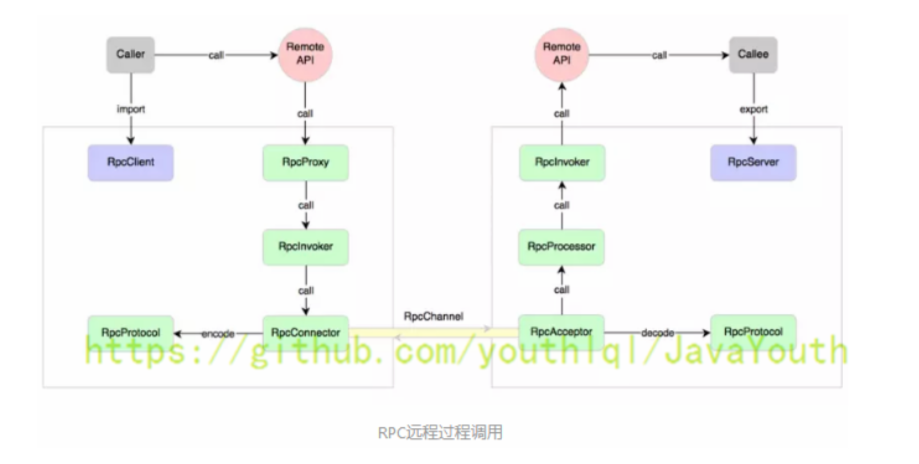 Caller
call
Remote
API
Remote
API
call
Callee
import
call
call
export
RpcClient
RpcProxy
RpcInvoker
RpcServer
call
call
RpcInvoker
RpcProcessor
call
call
RpcChannel
RpcProtocol
encode
RpcConnector
RpcAcceptor
decode
RpcProtocol
https://github.com/youthlql/JavaYouth
RPC远程过程调用